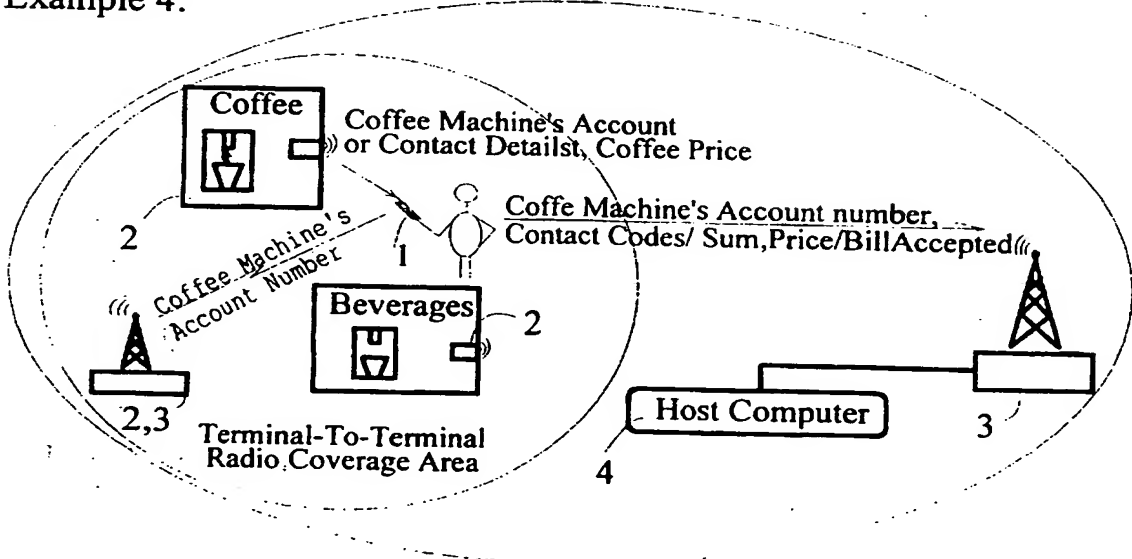 Example 4:
Coffee
Coffee Machine's Account
or Contact Detailst, Coffee Price
2
1
Coffe Machine's Account number,
Contact Codes/ Sum,Price/BillAccepted
Coffee Machine's
Account Number
Beverages
2
2,3
Terminal-To-Terminal
Radio Coverage Area
Host Computer
4
3